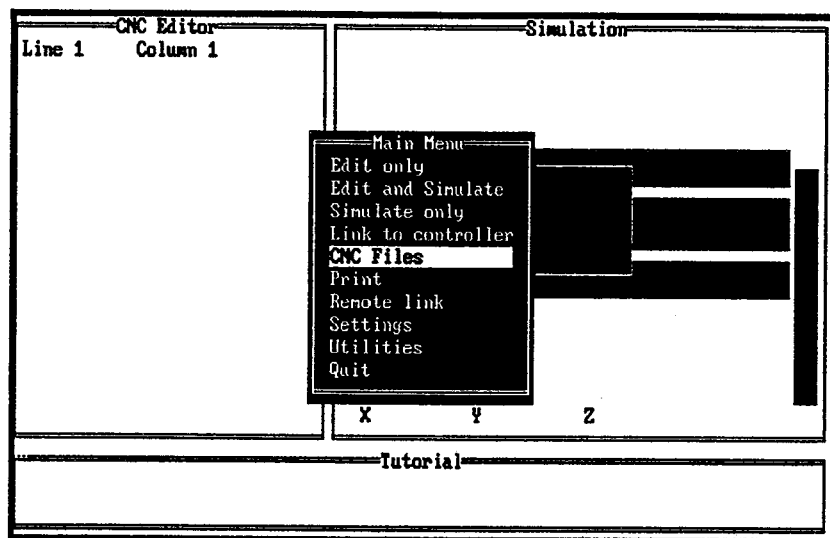 CNC Editor
Simulation
Line 1 Column 1
Main Menu
Edit only
Edit and Simulate
Simulate only
Link to controller
CNC Files
Print
Remote link
Settings
Utilities
Quit
X Y Z
Tutorial